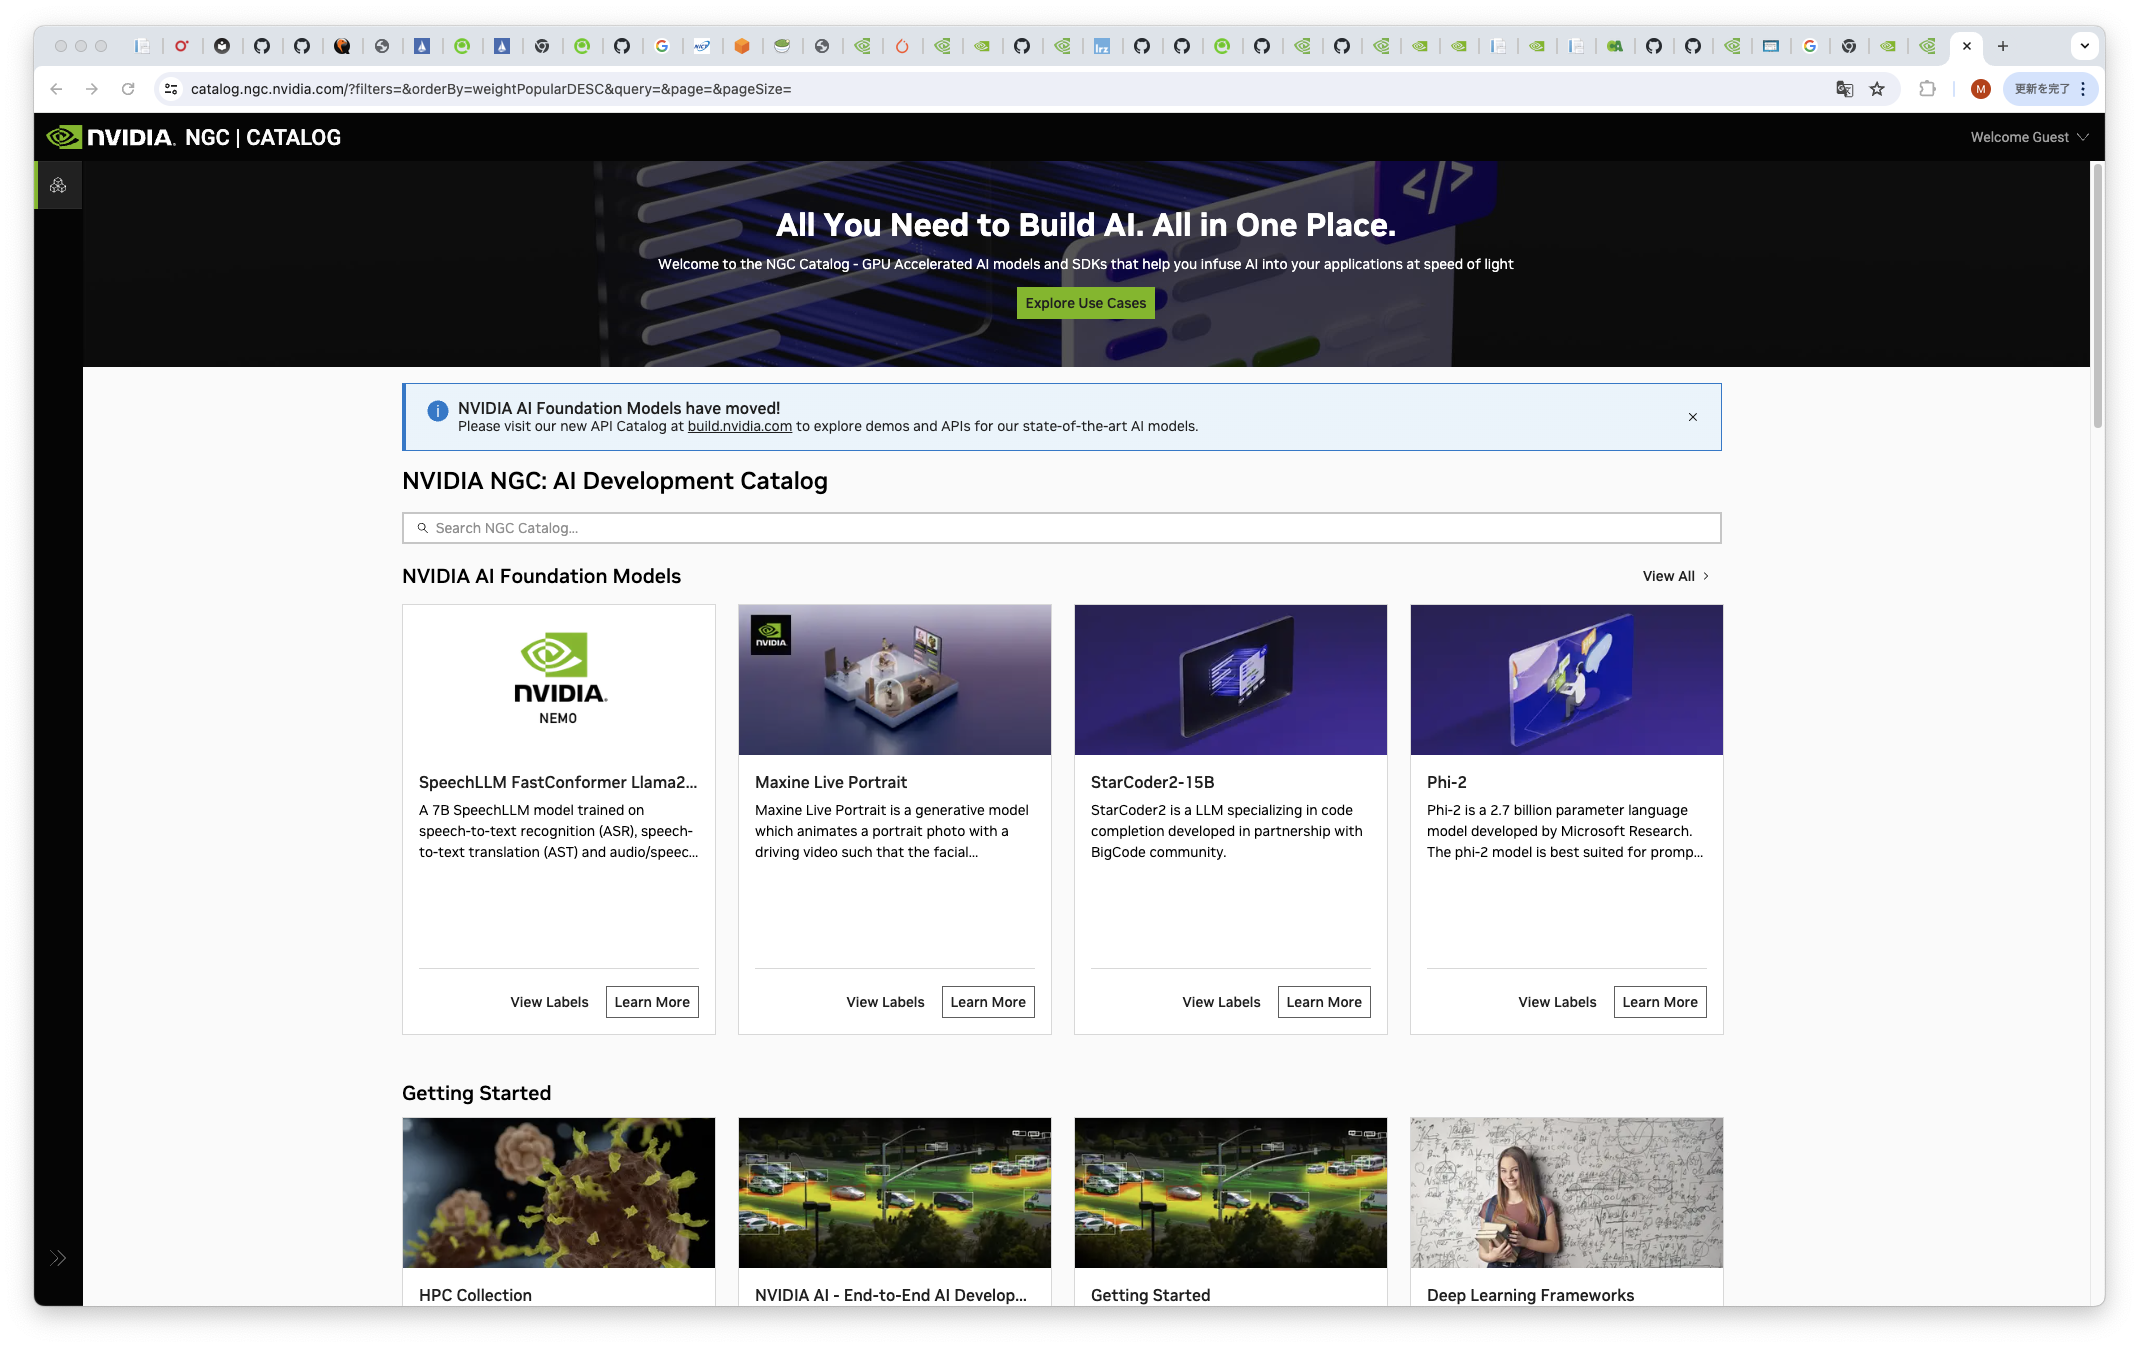 catalog.ngc.nvidia.com/?filters=&orderBy=weightPopularDESC&query=&page=&pageSize=
M
更新を完了
NVIDIA. NGC | CATALOG
Welcome Guest
</>
All You Need to Build AI. All in One Place.
Welcome to the NGC Catalog - GPU Accelerated AI models and SDKs that help you infuse AI into your applications at speed of light
Explore Use Cases
NVIDIA AI Foundation Models have moved!
Please visit our new API Catalog at build.nvidia.com to explore demos and APIs for our state-of-the-art AI models.
NVIDIA NGC: AI Development Catalog
Search NGC Catalog...
NVIDIA AI Foundation Models
View All
NVIDIA.
NEMO
SpeechLLM FastConformer Llama2...
A 7B SpeechLLM model trained on
speech-to-text recognition (ASR), speech-
to-text translation (AST) and audio/speec...
View Labels
Learn More
NVIDIA
Maxine Live Portrait
Maxine Live Portrait is a generative model
which animates a portrait photo with a
driving video such that the facial...
View Labels
Learn More
StarCoder2-15B
StarCoder2 is a LLM specializing in code
completion developed in partnership with
BigCode community.
View Labels
Learn More
Phi-2
Phi-2 is a 2.7 billion parameter language
model developed by Microsoft Research.
The phi-2 model is best suited for promp...
View Labels
Learn More
Getting Started
HPC Collection
NVIDIA AI - End-to-End AI Develop...
Getting Started
Deep Learning Frameworks